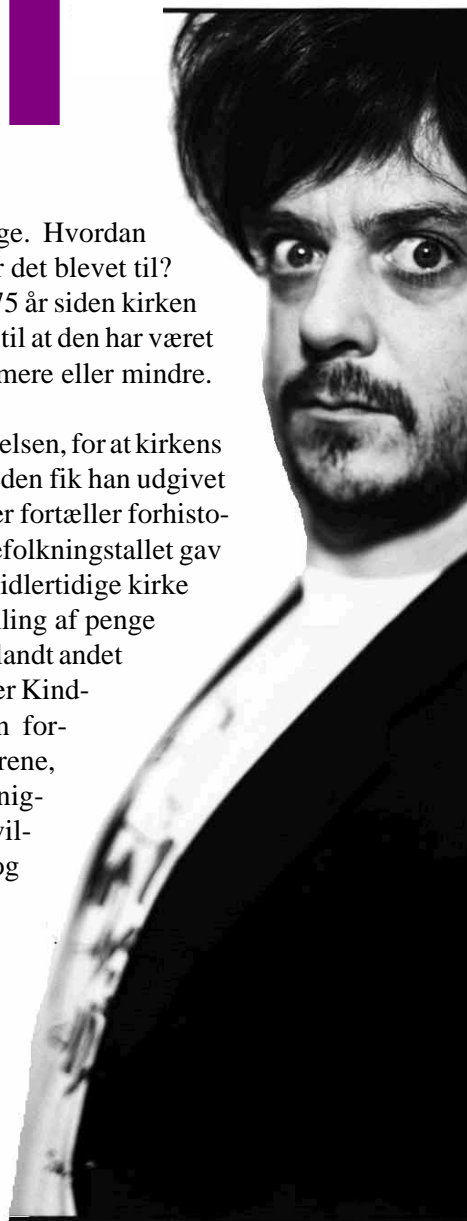 ge. Hvordan
r det blevet til?
75 år siden kirken
til at den har været
mere eller mindre.
elsen, for at kirkens
den fik han udgivet
er fortæller forhisto-
efolkningstallet gav
idlertidige kirke
ling af penge
landt andet
er Kind-
n for-
rene,
nig-
vil-
og